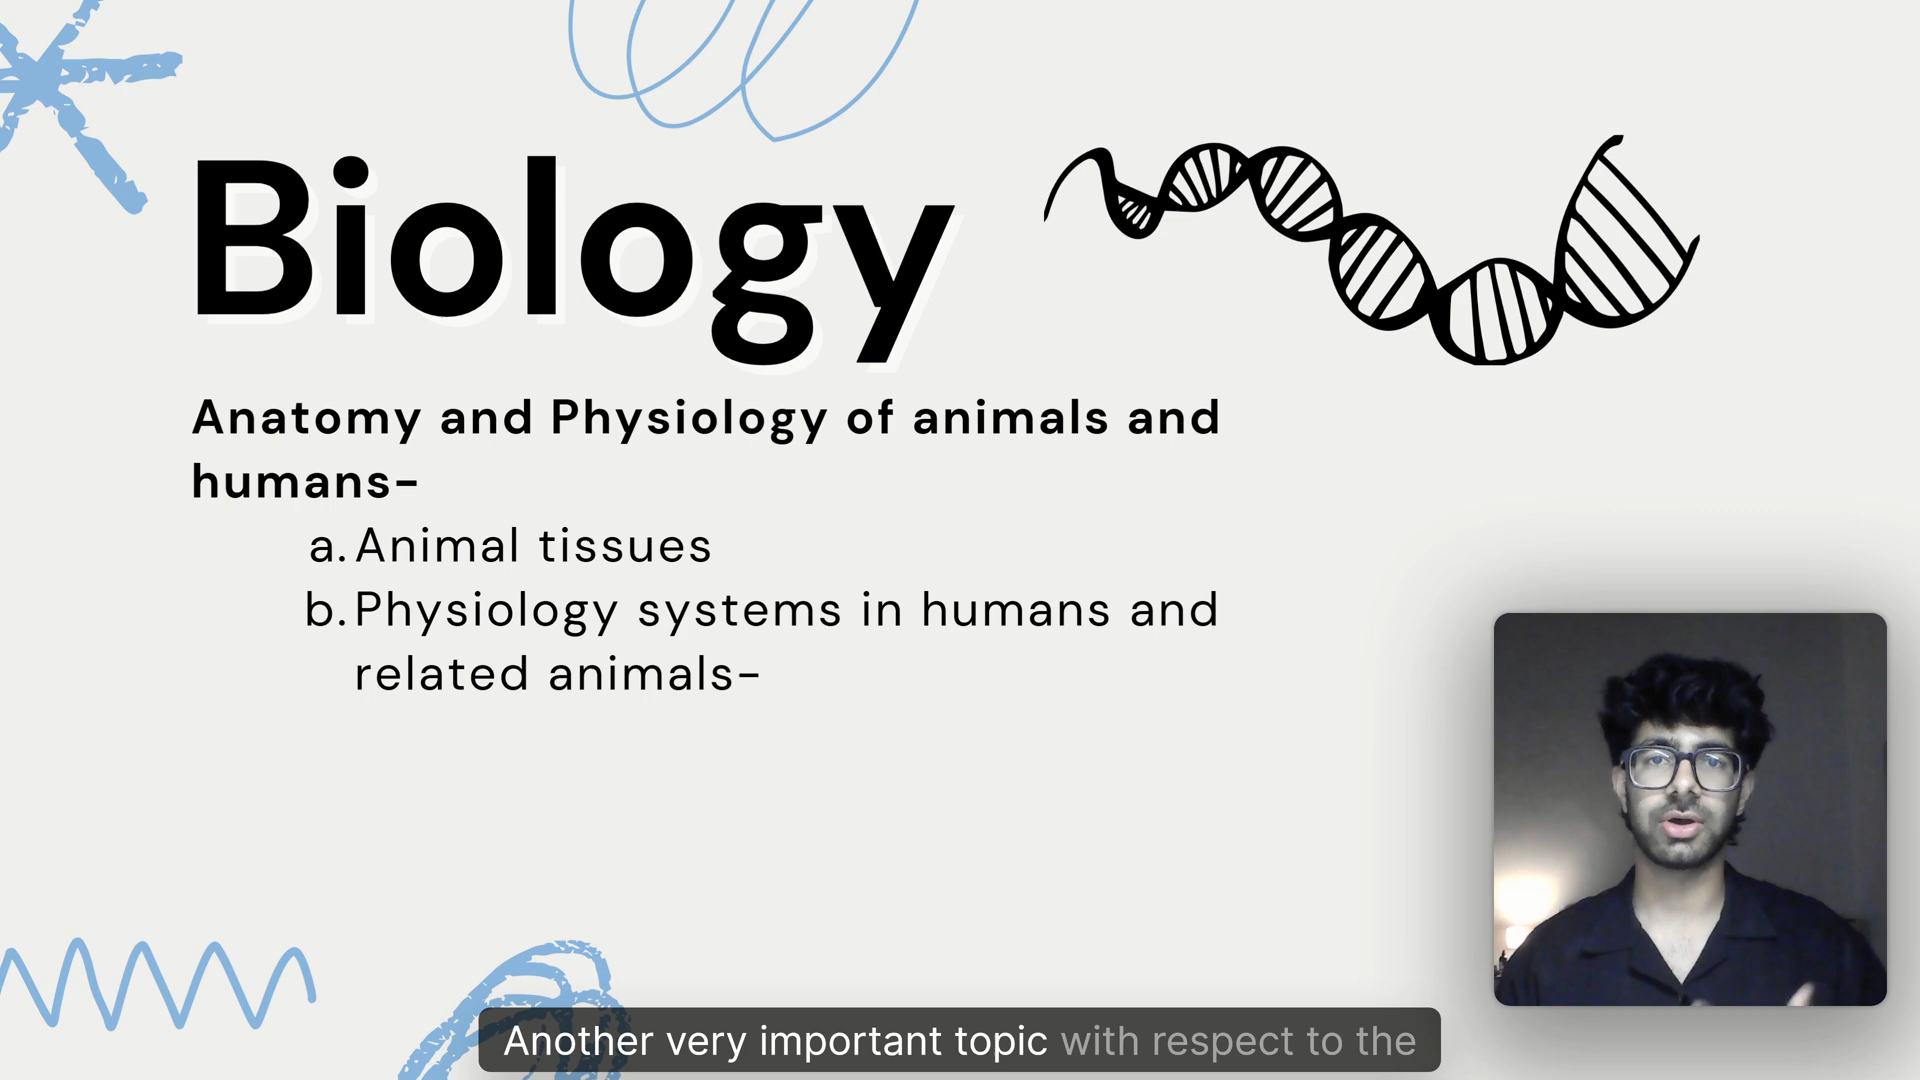 Biology
Anatomy and Physiology of animals and
humans-
a. Animal tissues
b. Physiology systems in humans and
related animals-
Another very important topic with respect to the